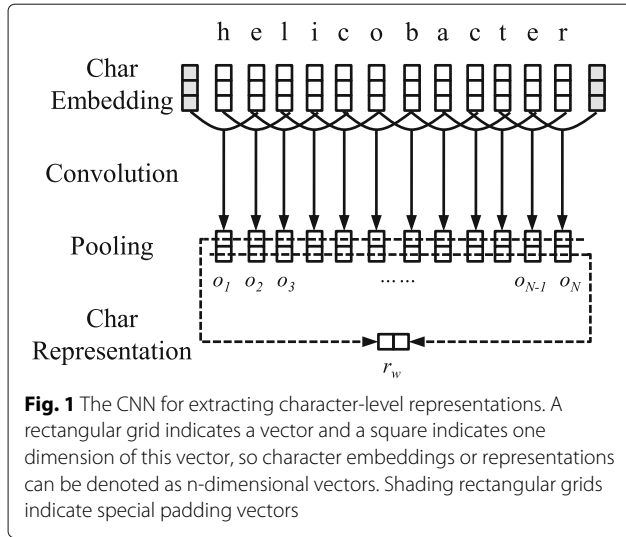 h e l i c o b a c t e r
Char
Embedding
Convolution
Pooling
o1 o2 o3 ...... oN-1 oN
Char
Representation
rw
Fig. 1 The CNN for extracting character-level representations. A
rectangular grid indicates a vector and a square indicates one
dimension of this vector, so character embeddings or representations
can be denoted as n-dimensional vectors. Shading rectangular grids
indicate special padding vectors